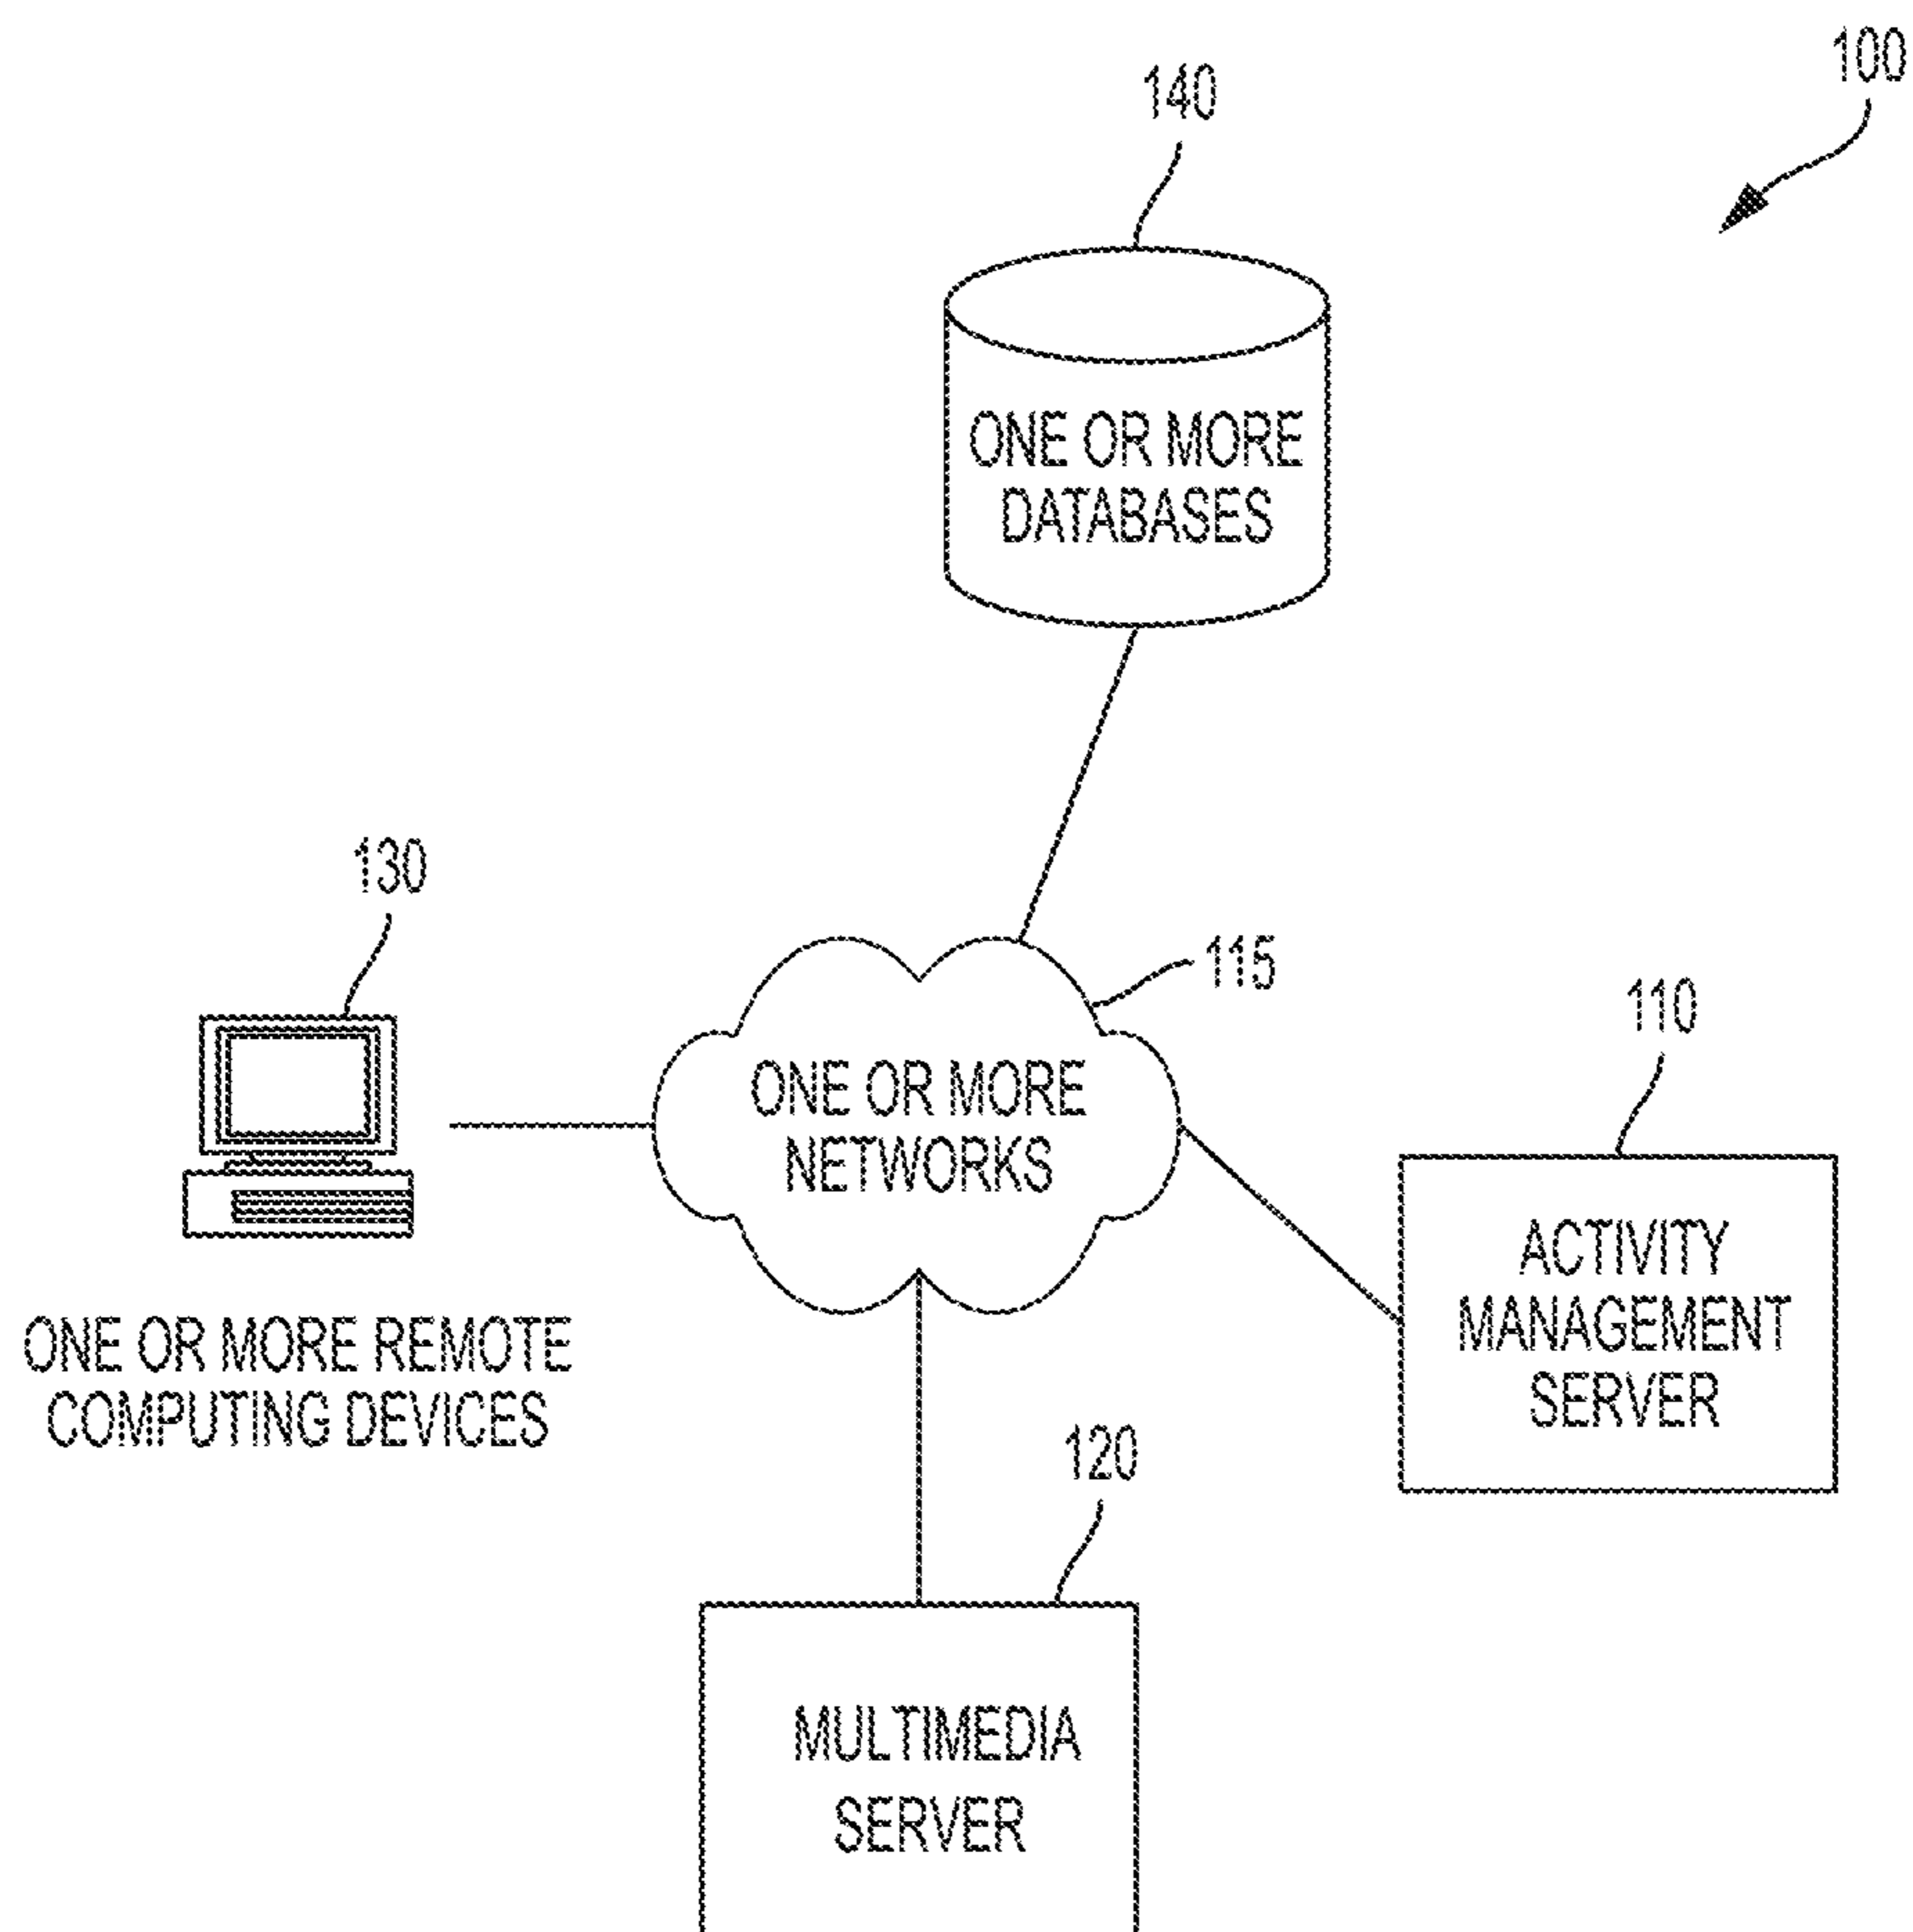 100
140
ONE OR MORE
DATABASES
130
115
110
ONE OR MORE
NETWORKS
ACTIVITY
MANAGEMENT
SERVER
ONE OR MORE REMOTE
COMPUTING DEVICES
120
MULTIMEDIA
SERVER